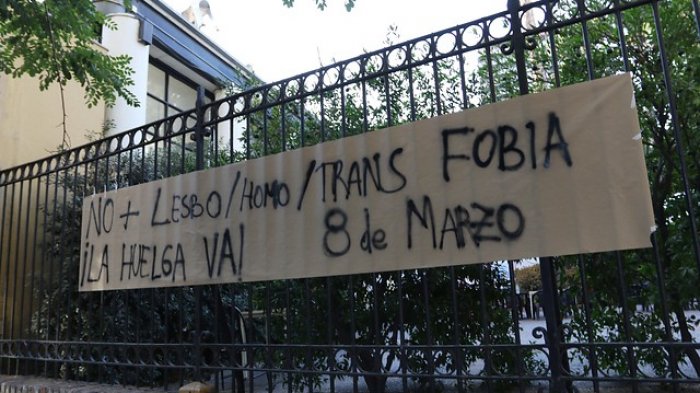 NO + LESBO/HOMO/TRANS FOBIA
¡LA HUELGA VA! 8 de MARZO